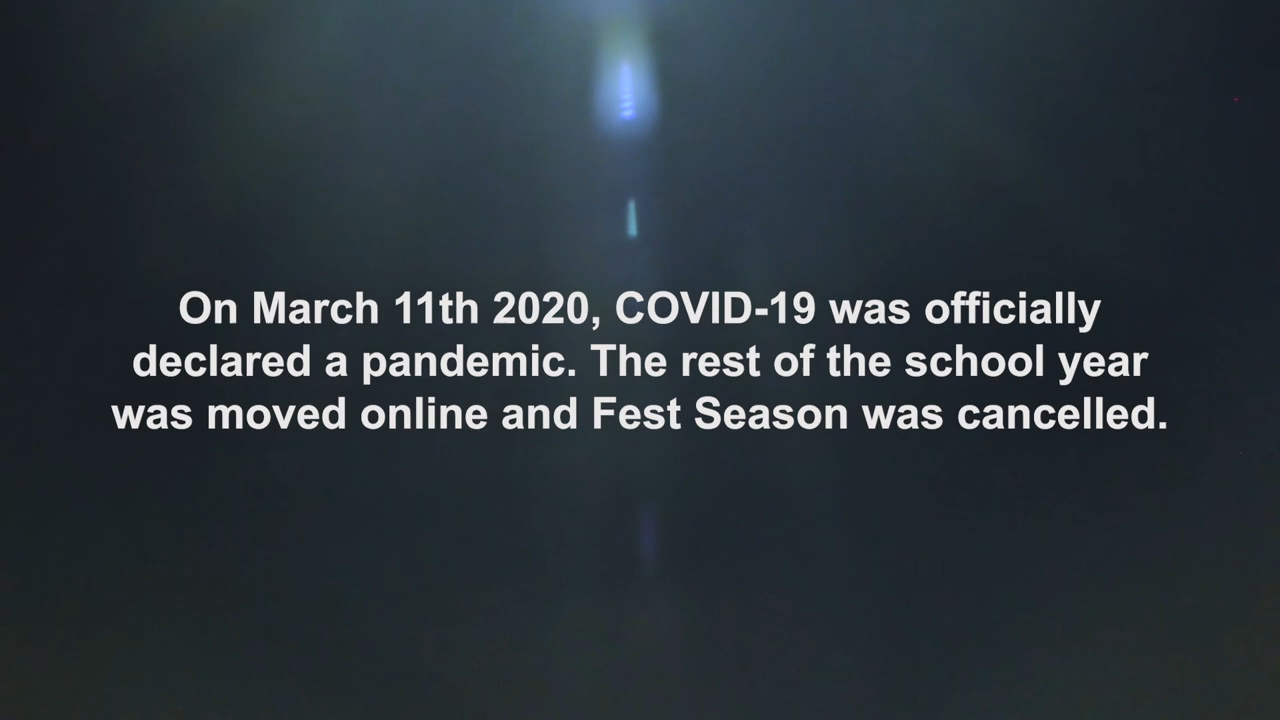 On March 11th 2020, COVID-19 was officially
declared a pandemic. The rest of the school year
was moved online and Fest Season was cancelled.